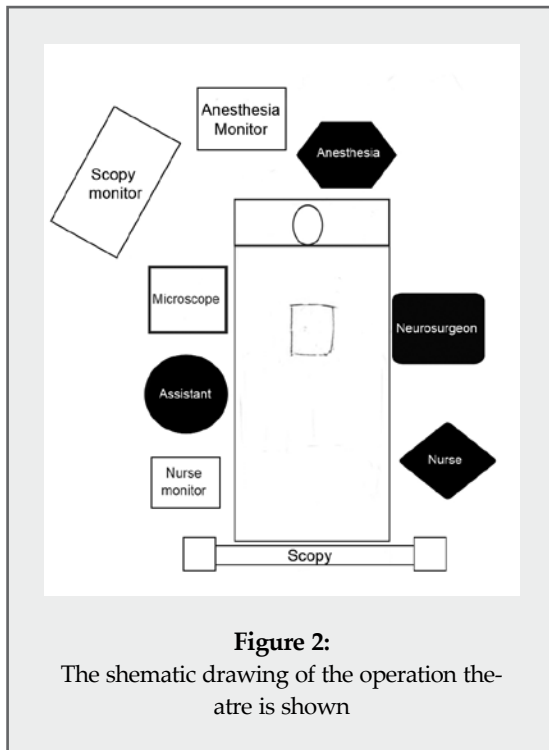 Anesthesia
Monitor
Anesthesia
Scopy
monitor
Microscope
Neurosurgeon
Assistant
Nurse
Nurse
monitor
Scopy
Figure 2:
The shematic drawing of the operation the-
atre is shown